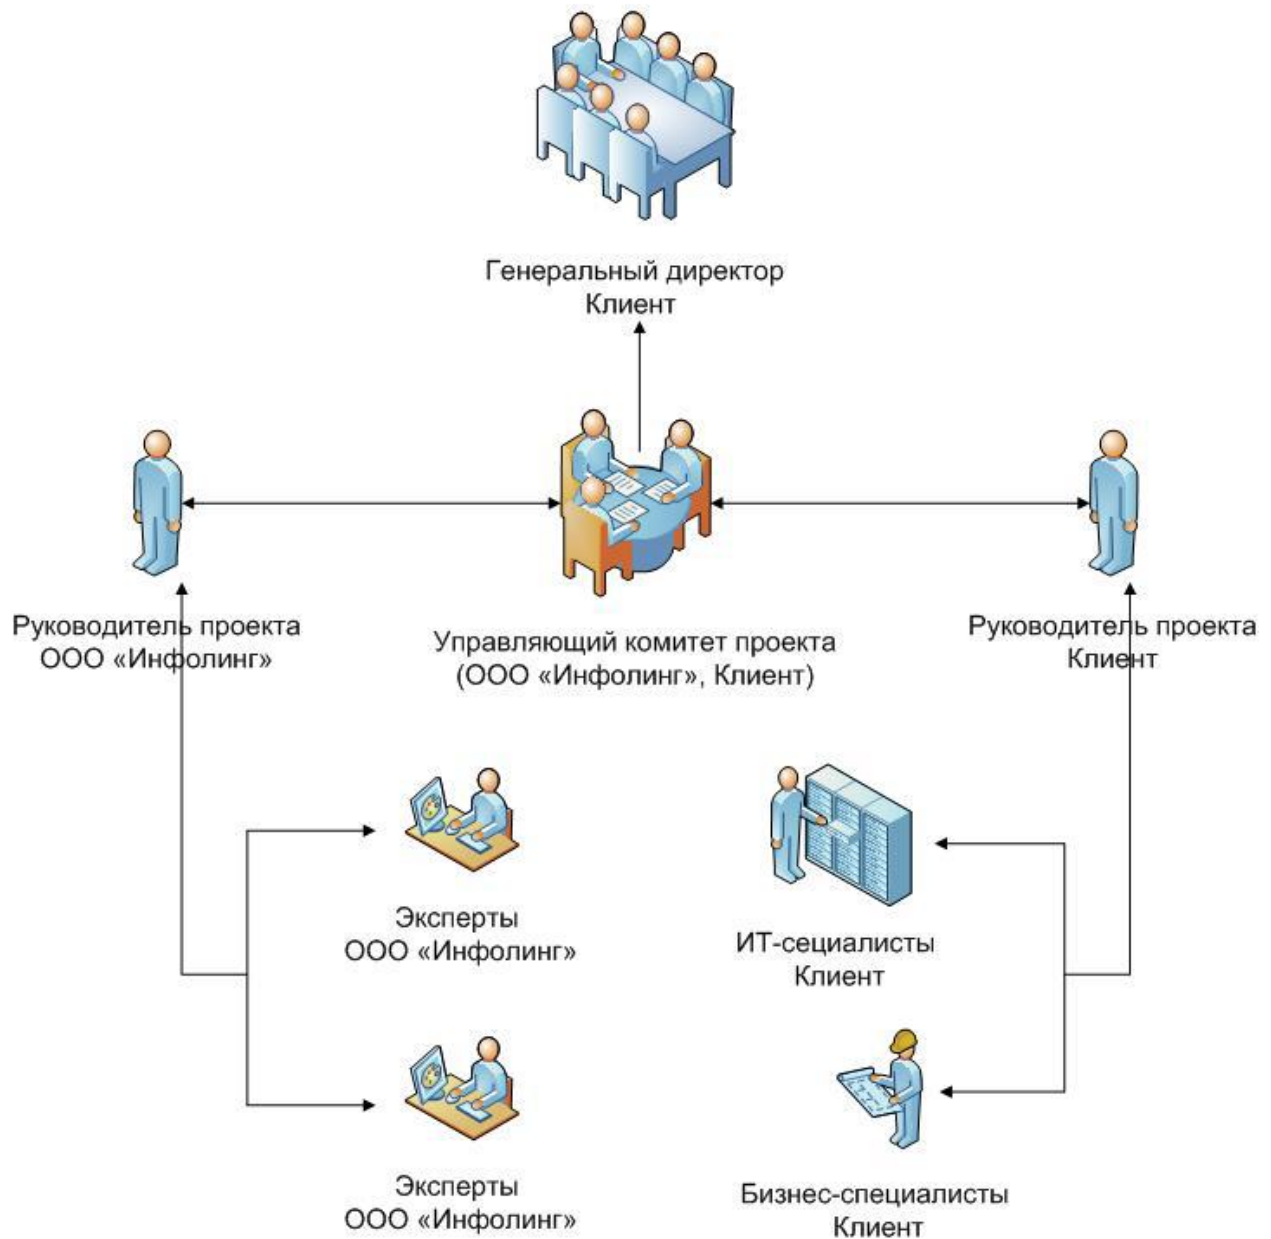 Генеральный директор
Клиент
Руководитель проекта
ООО «Инфолинг»
Управляющий комитет проекта
(ООО «Инфолинг», Клиент)
Руководитель проекта
Клиент
Эксперты
ООО «Инфолинг»
ИТ-сециалисты
Клиент
Эксперты
ООО «Инфолинг»
Бизнес-специалисты
Клиент